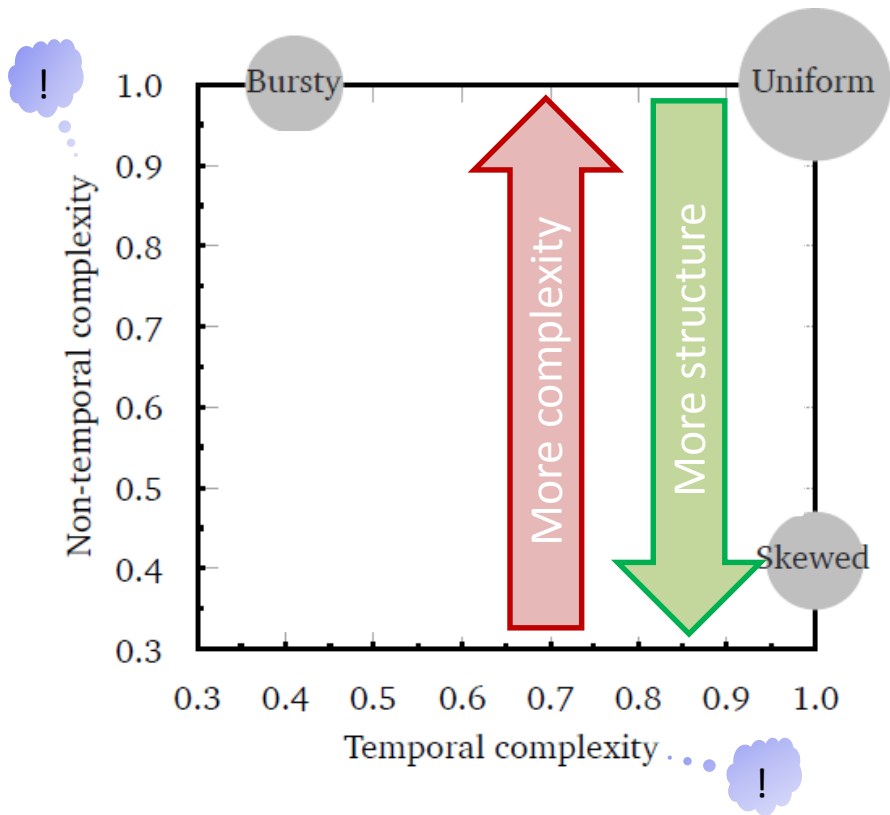 !
Bursty
Uniform
1.0
0.9
0.8
0.7
0.6
0.5
0.4
0.3
Non-temporal complexity
More complexity
More structure
Skewed
0.3 0.4 0.5 0.6 0.7 0.8 0.9 1.0
Temporal complexity
!